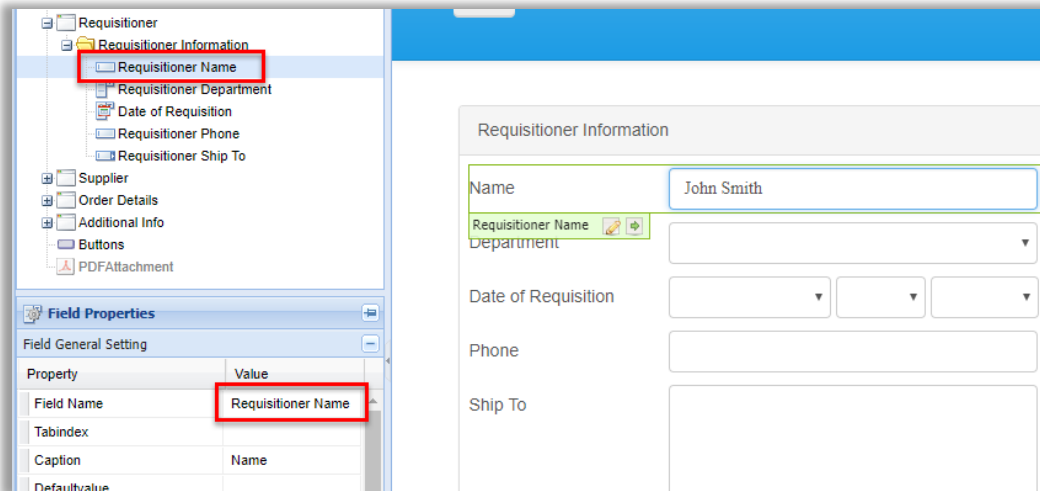 Requisitioner
Requisitioner Information
Requisitioner Name
Requisitioner Department
Date of Requisition
Requisitioner Phone
Requisitioner Ship To
Supplier
Order Details
Additional Info
Buttons
PDFAttachment
Field Properties
Field General Setting
Property Value
Field Name Requisitioner Name
Tabindex
Caption Name
Defaultvalue
Requisitioner Information
Name John Smith
Requisitioner Name
Department
Date of Requisition
Phone
Ship To